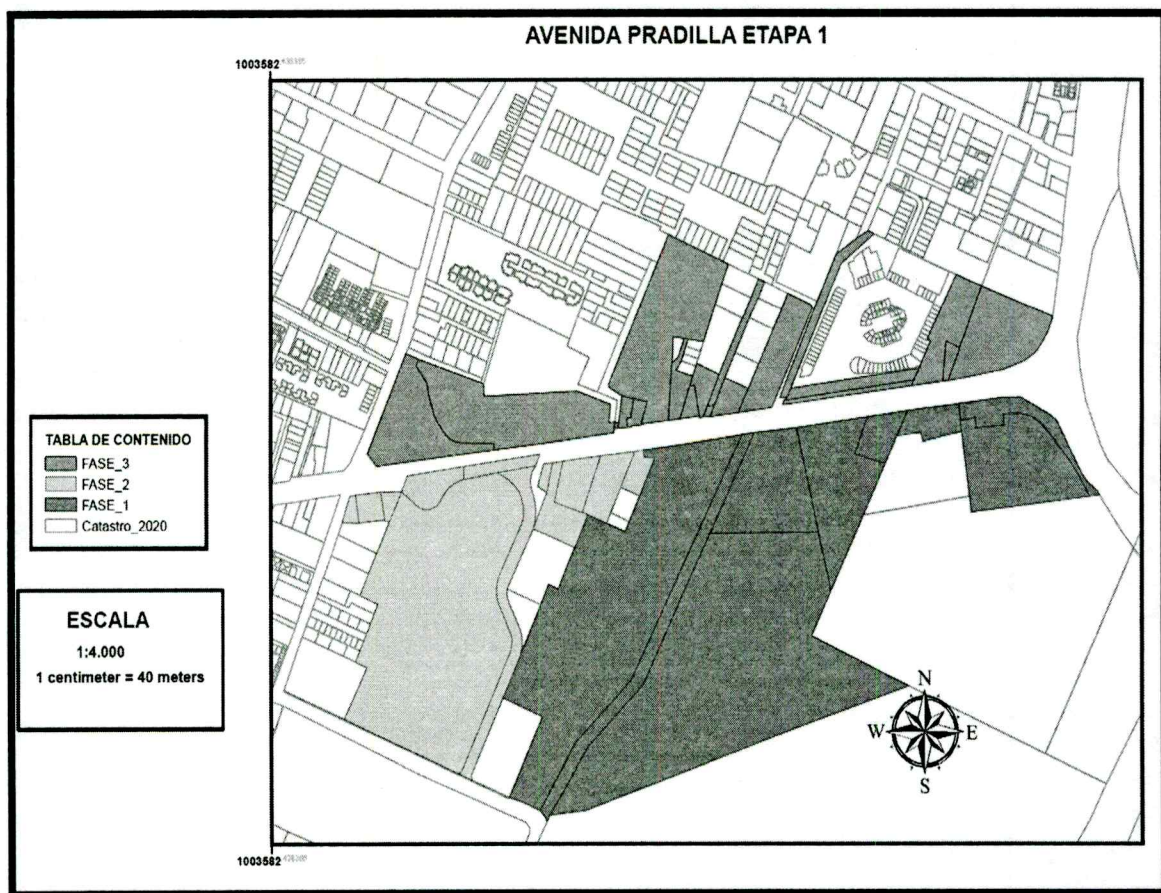 AVENIDA PRADILLA ETAPA 1
1003582
TABLA DE CONTENIDO
FASE_3
FASE_2
FASE_1
Catastro_2020
ESCALA
1:4.000
1 centimeter = 40 meters
N
W
E
S
1003582